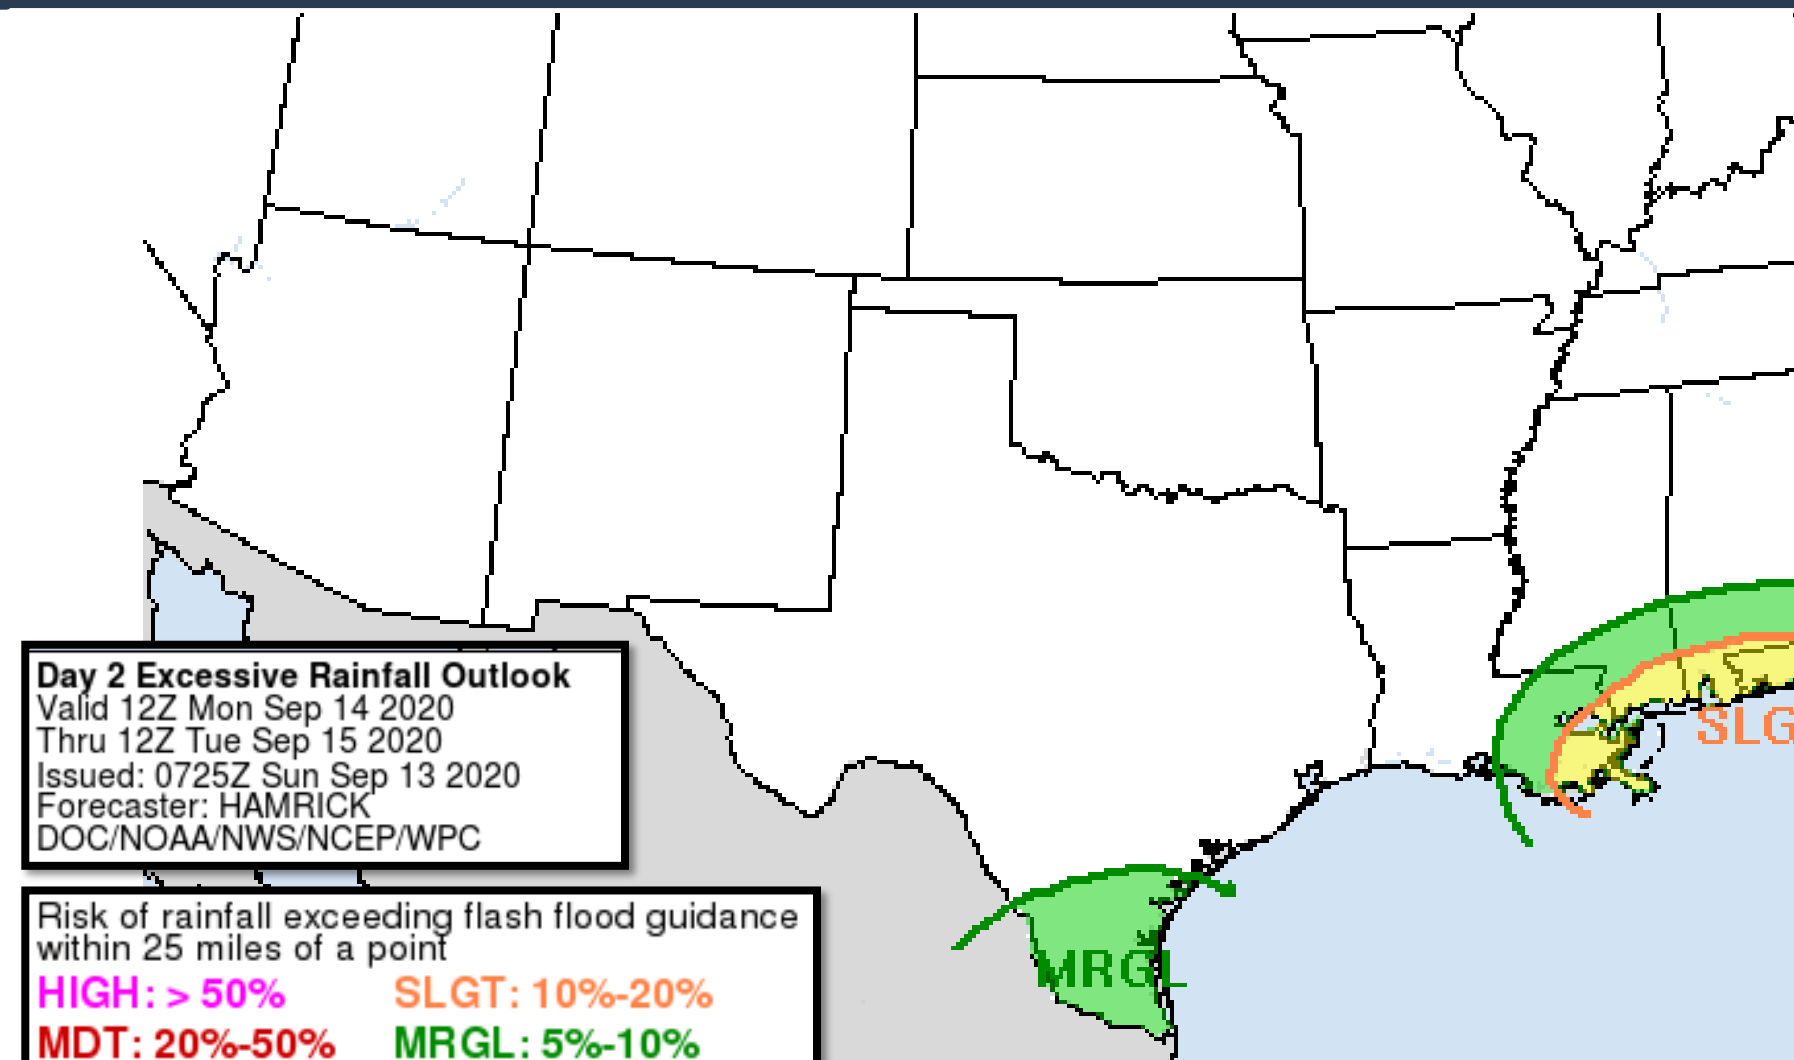 Day 2 Excessive Rainfall Outlook
Valid 12Z Mon Sep 14 2020
Thru 12Z Tue Sep 15 2020
Issued: 0725Z Sun Sep 13 2020
Forecaster: HAMRICK
DOC/NOAA/NWS/NCEP/WPC
Risk of rainfall exceeding flash flood guidance
within 25 miles of a point
HIGH: > 50% SLGT: 10%-20%
MDT: 20%-50% MRGL: 5%-10%
SLG
MRGL